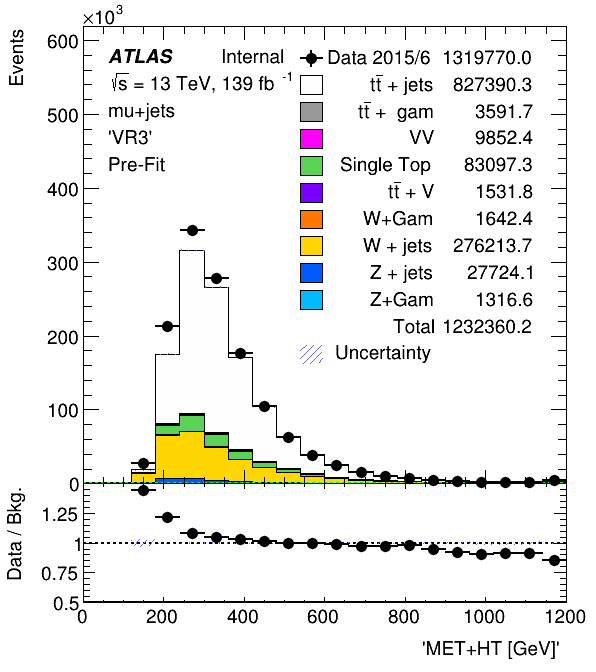 ×10³
Events
600
500
400
300
200
100
0
ATLAS Internal
√s = 13 TeV, 139 fb⁻¹
mu+jets
'VR3'
Pre-Fit
Data 2015/6 1319770.0
tt̄ + jets 827390.3
tt̄ + gam 3591.7
VV 9852.4
Single Top 83097.3
tt̄ + V 1531.8
W+Gam 1642.4
W + jets 276213.7
Z + jets 27724.1
Z+Gam 1316.6
Total 1232360.2
Uncertainty
Data / Bkg.
1.25
1
0.75
0.5
0 200 400 600 800 1000 1200
'MET+HT [GeV]'